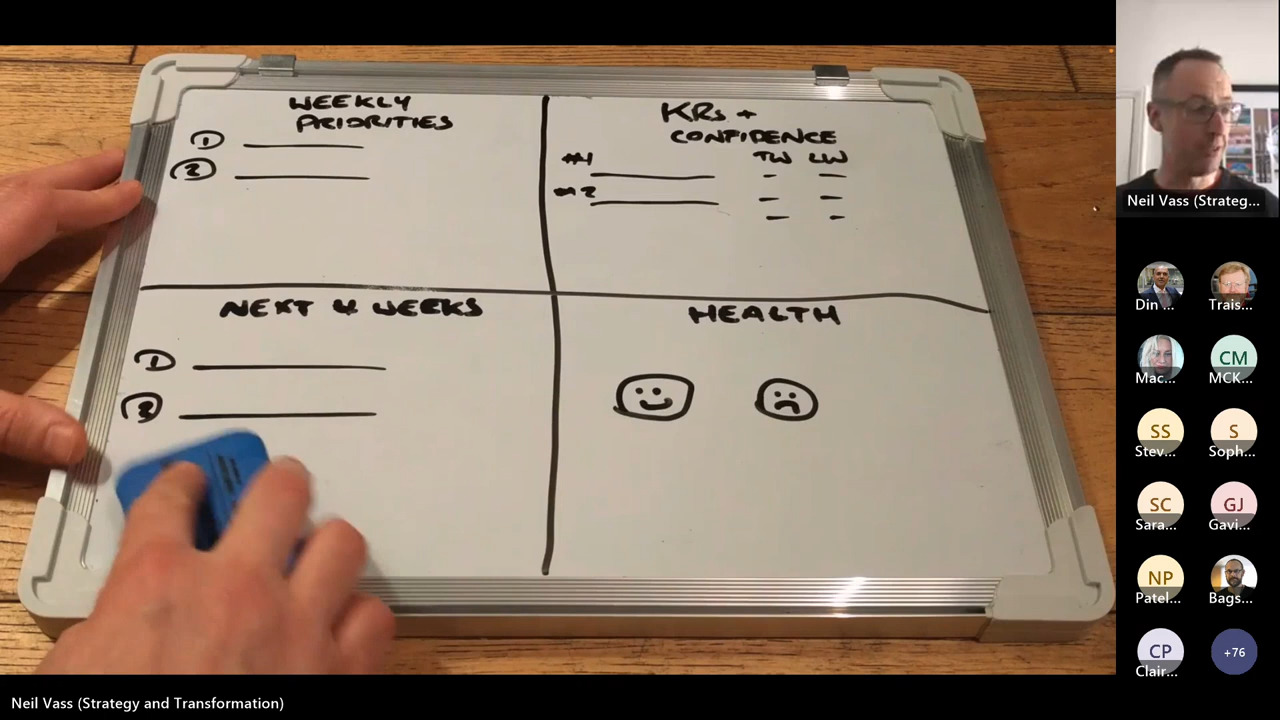 WEEKLY
PRIORITIES
1
2
KRs +
CONFIDENCE
TW LW
#1
#2
NEXT 4 WEEKS
1
2
HEALTH
Neil Vass (Strateg...
Din ...
Trais...
Mac...
CM
MCK...
SS
Stev...
S
Soph...
SC
Sara...
GJ
Gavi...
NP
Patel...
Bags...
CP
Clair...
+76
Neil Vass (Strategy and Transformation)